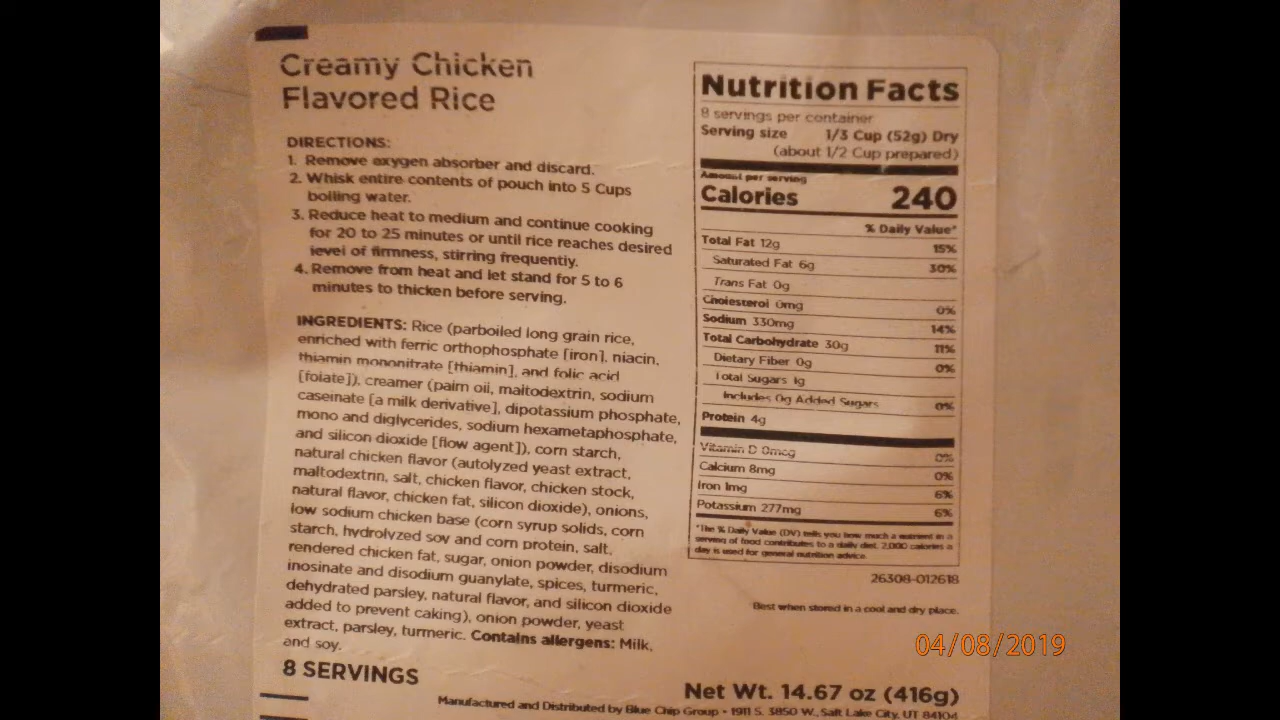 Creamy Chicken
Flavored Rice
DIRECTIONS:
1. Remove oxygen absorber and discard.
2. Whisk entire contents of pouch into 5 Cups
boiling water.
3. Reduce heat to medium and continue cooking
for 20 to 25 minutes or until rice reaches desired
level of firmness, stirring frequently.
4. Remove from heat and let stand for 5 to 6
minutes to thicken before serving.
INGREDIENTS: Rice (parboiled long grain rice,
enriched with ferric orthophosphate [iron], niacin,
thiamin mononitrate [thiamin], and folic acid
[folate]), creamer (palm oil, maltodextrin, sodium
caseinate [a milk derivative], dipotassium phosphate,
mono and diglycerides, sodium hexametaphosphate,
and silicon dioxide [flow agent]), corn starch,
natural chicken flavor (autolyzed yeast extract,
maltodextrin, salt, chicken flavor, chicken stock,
natural flavor, chicken fat, silicon dioxide), onions,
low sodium chicken base (corn syrup solids, corn
starch, hydrolyzed soy and corn protein, salt,
rendered chicken fat, sugar, onion powder, disodium
inosinate and disodium guanylate, spices, turmeric,
dehydrated parsley, natural flavor, and silicon dioxide
added to prevent caking), onion powder, yeast
extract, parsley, turmeric. Contains allergens: Milk,
and soy.
8 SERVINGS
Nutrition Facts
8 servings per container
Serving size 1/3 Cup (52g) Dry
(about 1/2 Cup prepared)
Amount per serving
Calories 240
% Daily Value*
Total Fat 12g 15%
Saturated Fat 6g 30%
Trans Fat 0g
Cholesterol 0mg 0%
Sodium 330mg 14%
Total Carbohydrate 30g 11%
Dietary Fiber 0g 0%
Total Sugars 1g
Includes 0g Added Sugars 0%
Protein 4g
Vitamin D 0mcg 0%
Calcium 8mg 0%
Iron 1mg 6%
Potassium 277mg 6%
*The % Daily Value (DV) tells you how much a nutrient in a
serving of food contributes to a daily diet. 2,000 calories a
day is used for general nutrition advice.
26308-012618
Best when stored in a cool and dry place.
04/08/2019
Net Wt. 14.67 oz (416g)
Manufactured and Distributed by Blue Chip Group • 1911 S. 3850 W., Salt Lake City, UT 84104